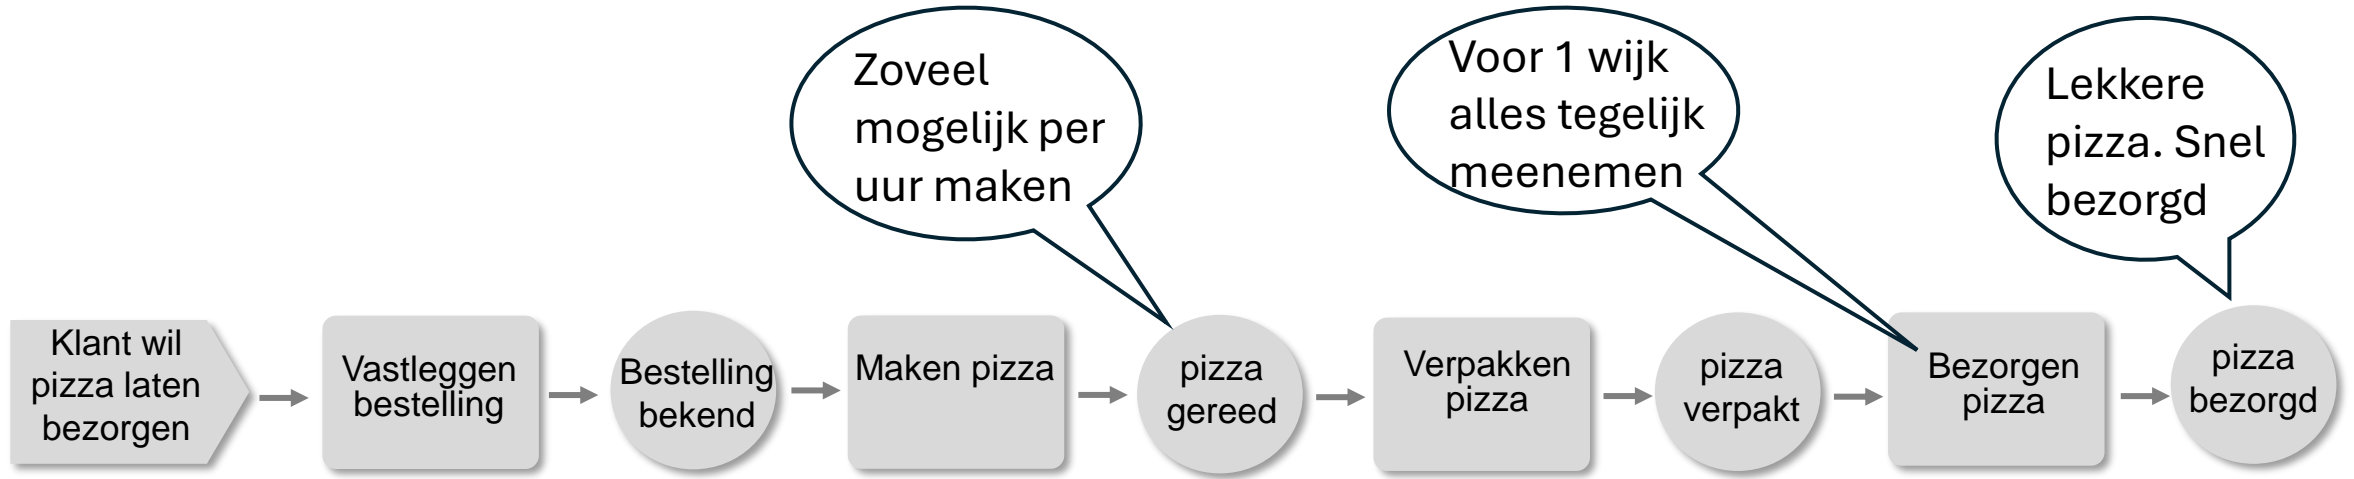 Zoveel
mogelijk per
uur maken
Voor 1 wijk
alles tegelijk
meenemen
Lekkere
pizza. Snel
bezorgd
Klant wil
pizza laten
bezorgen
Vastleggen
bestelling
Bestelling
bekend
Maken pizza
pizza
gereed
Verpakken
pizza
pizza
verpakt
Bezorgen
pizza
pizza
bezorgd